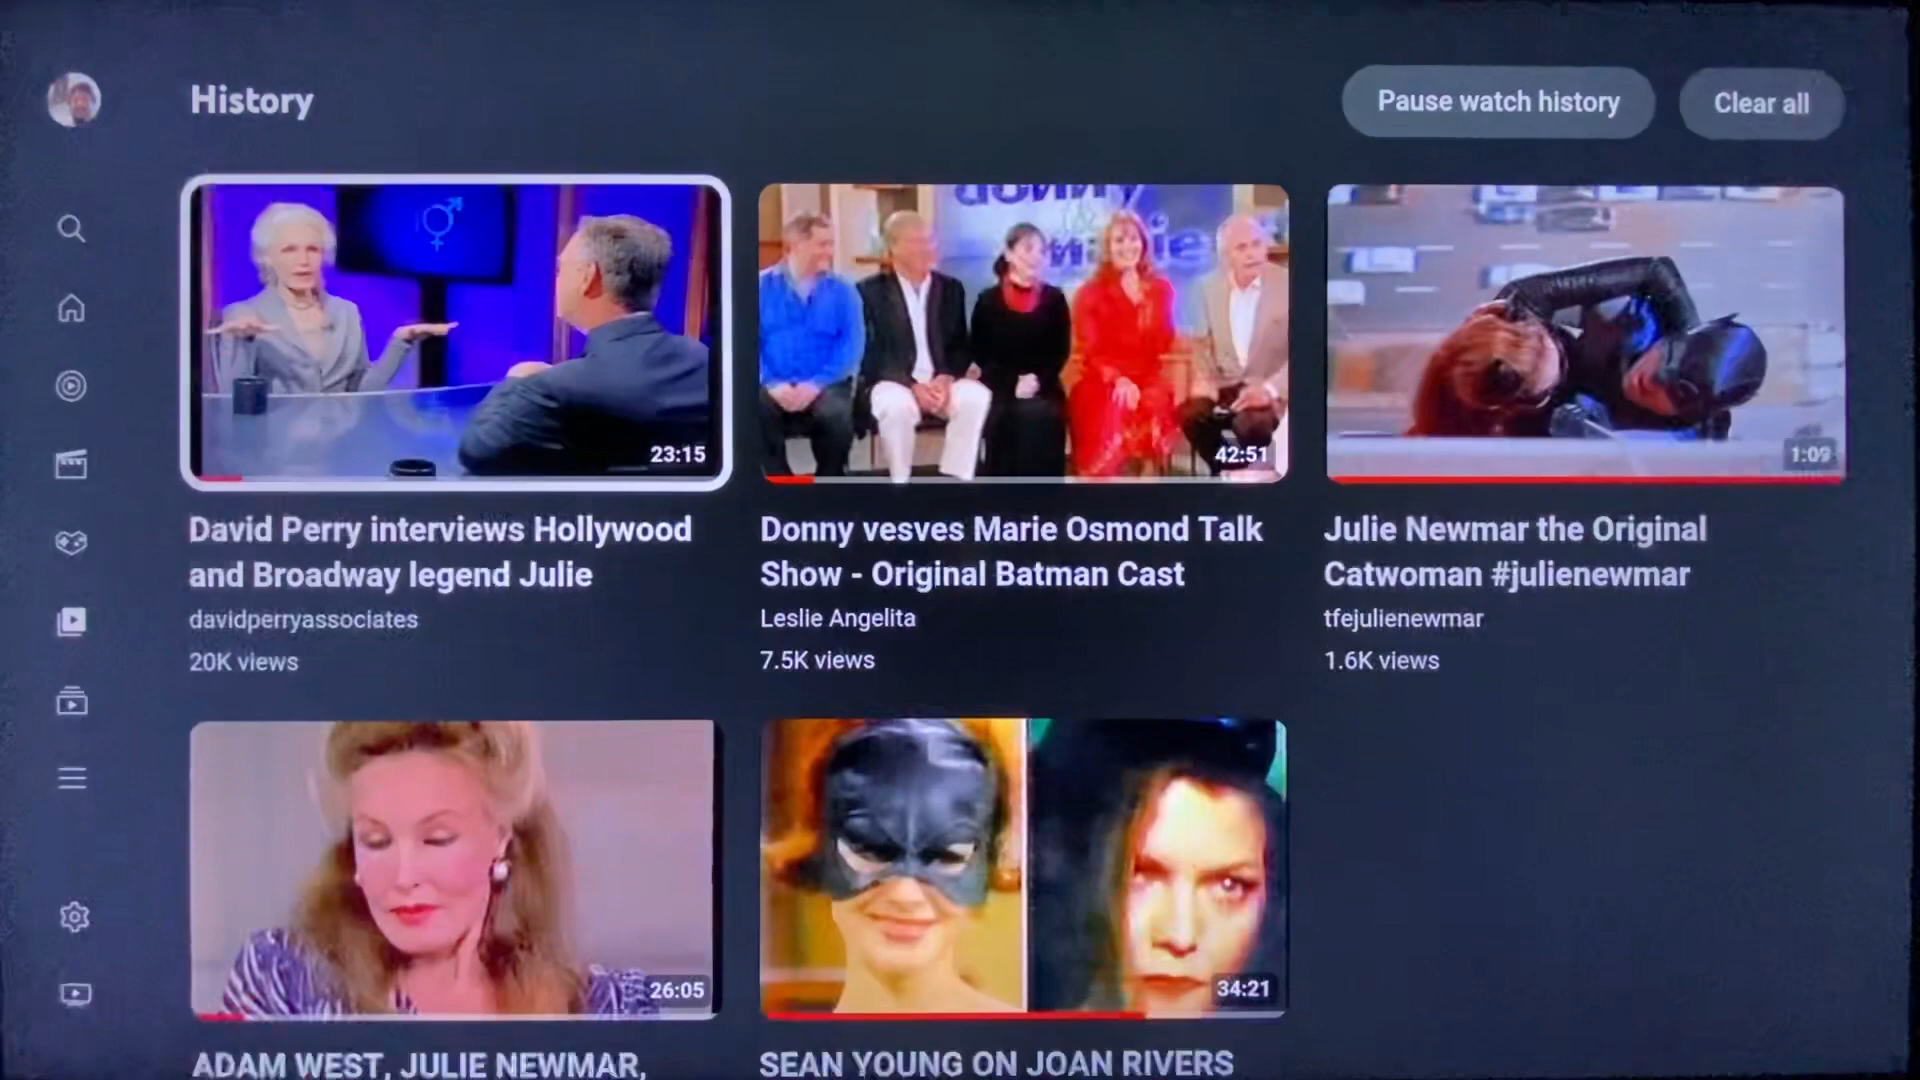 History
Pause watch history
Clear all
donny
&
marie
23:15
42:51
1:09
David Perry interviews Hollywood
and Broadway legend Julie
davidperryassociates
20K views
Donny vesves Marie Osmond Talk
Show - Original Batman Cast
Leslie Angelita
7.5K views
Julie Newmar the Original
Catwoman #julienewmar
tfejulienewmar
1.6K views
26:05
34:21
ADAM WEST, JULIE NEWMAR,
SEAN YOUNG ON JOAN RIVERS